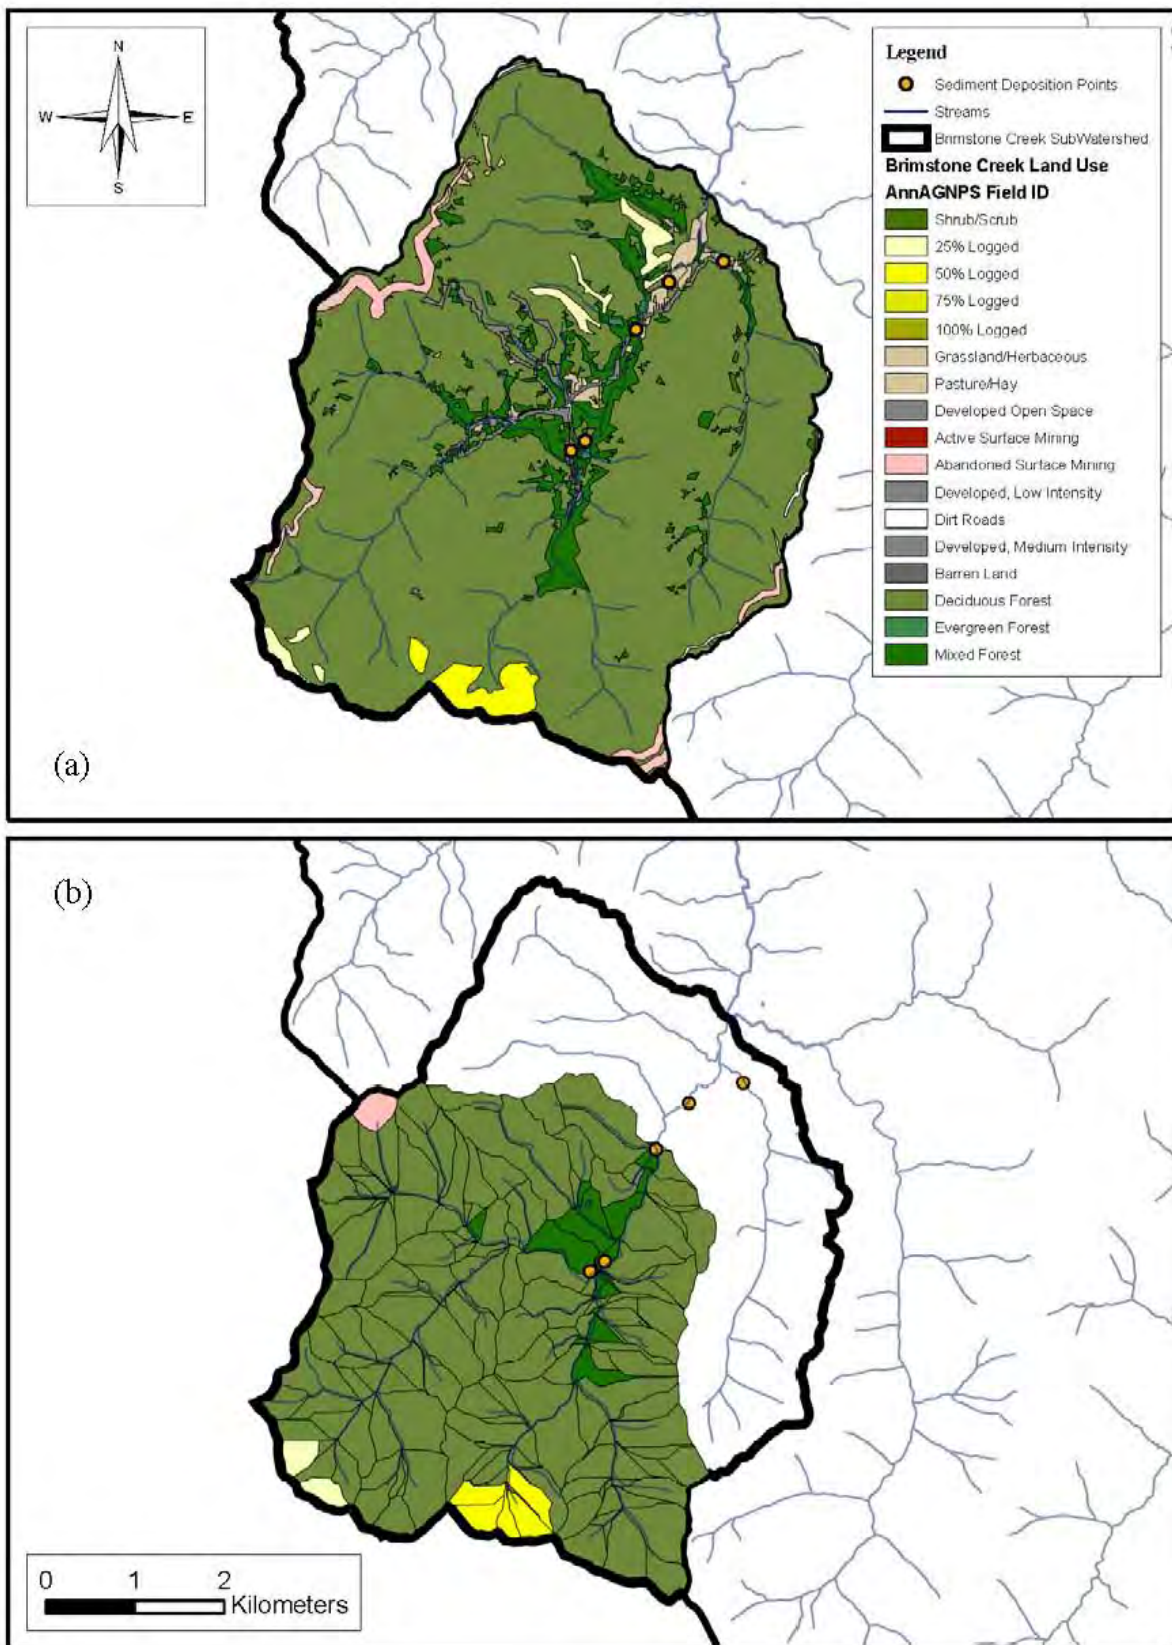 N
W E
S
Legend
Sediment Deposition Points
Streams
Brimstone Creek SubWatershed
Brimstone Creek Land Use
AnnAGNPS Field ID
Shrub/Scrub
25% Logged
50% Logged
75% Logged
100% Logged
Grassland/Herbaceous
Pasture/Hay
Developed Open Space
Active Surface Mining
Abandoned Surface Mining
Developed, Low Intensity
Dirt Roads
Developed, Medium Intensity
Barren Land
Deciduous Forest
Evergreen Forest
Mixed Forest
(a)
(b)
0 1 2
Kilometers